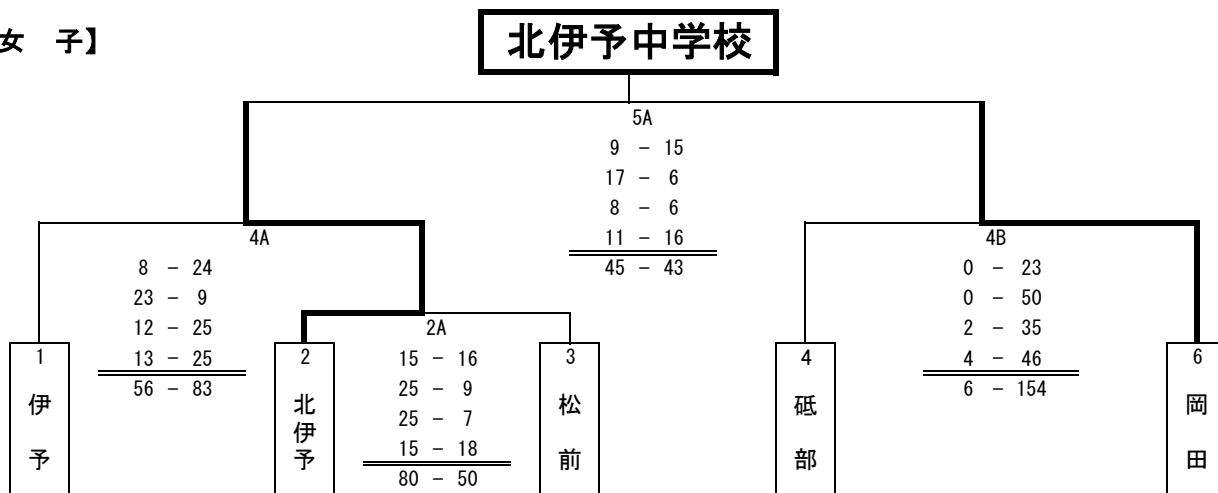 女　子】
北伊予中学校
5A
9 － 15
17 － 6
8 － 6
11 － 16
45 － 43
4A
8 － 24
23 － 9
12 － 25
13 － 25
56 － 83
4B
0 － 23
0 － 50
2 － 35
4 － 46
6 － 154
2A
15 － 16
25 － 9
25 － 7
15 － 18
80 － 50
1
伊予
2
北伊予
3
松前
4
砥部
6
岡田